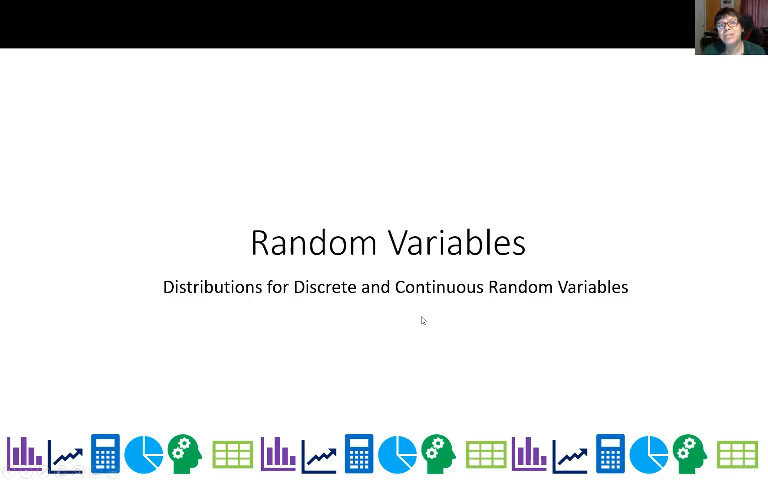 Random Variables
Distributions for Discrete and Continuous Random Variables